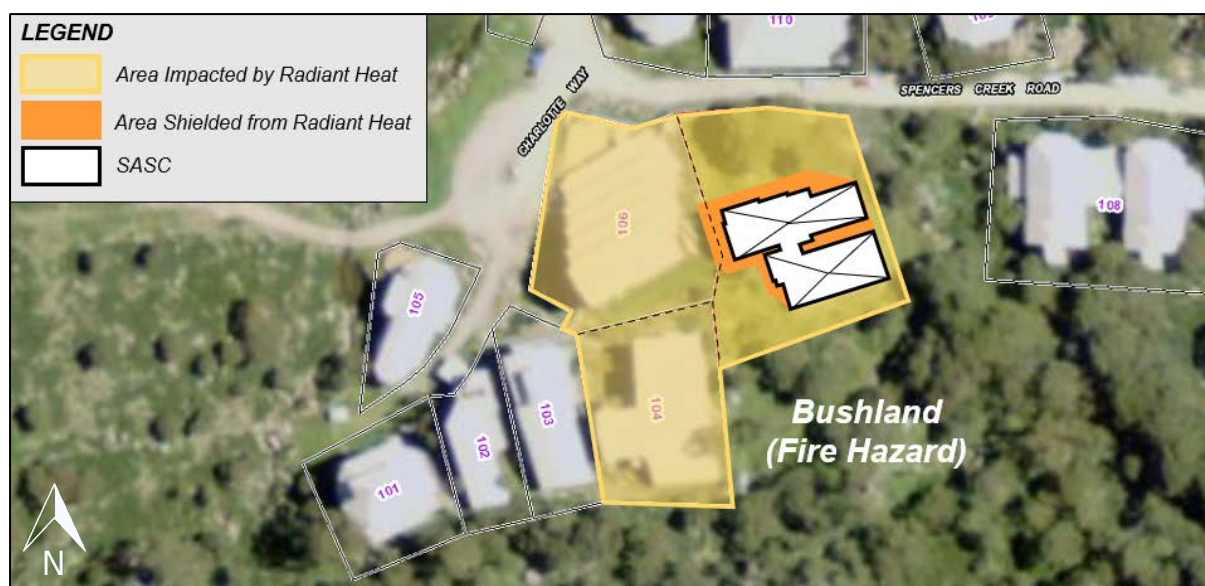 LEGEND
Area Impacted by Radiant Heat
Area Shielded from Radiant Heat
SASC
110
CHARLOTTE WAY
SPENCERS CREEK ROAD
106
108
105
104
103
102
101
Bushland
(Fire Hazard)
N